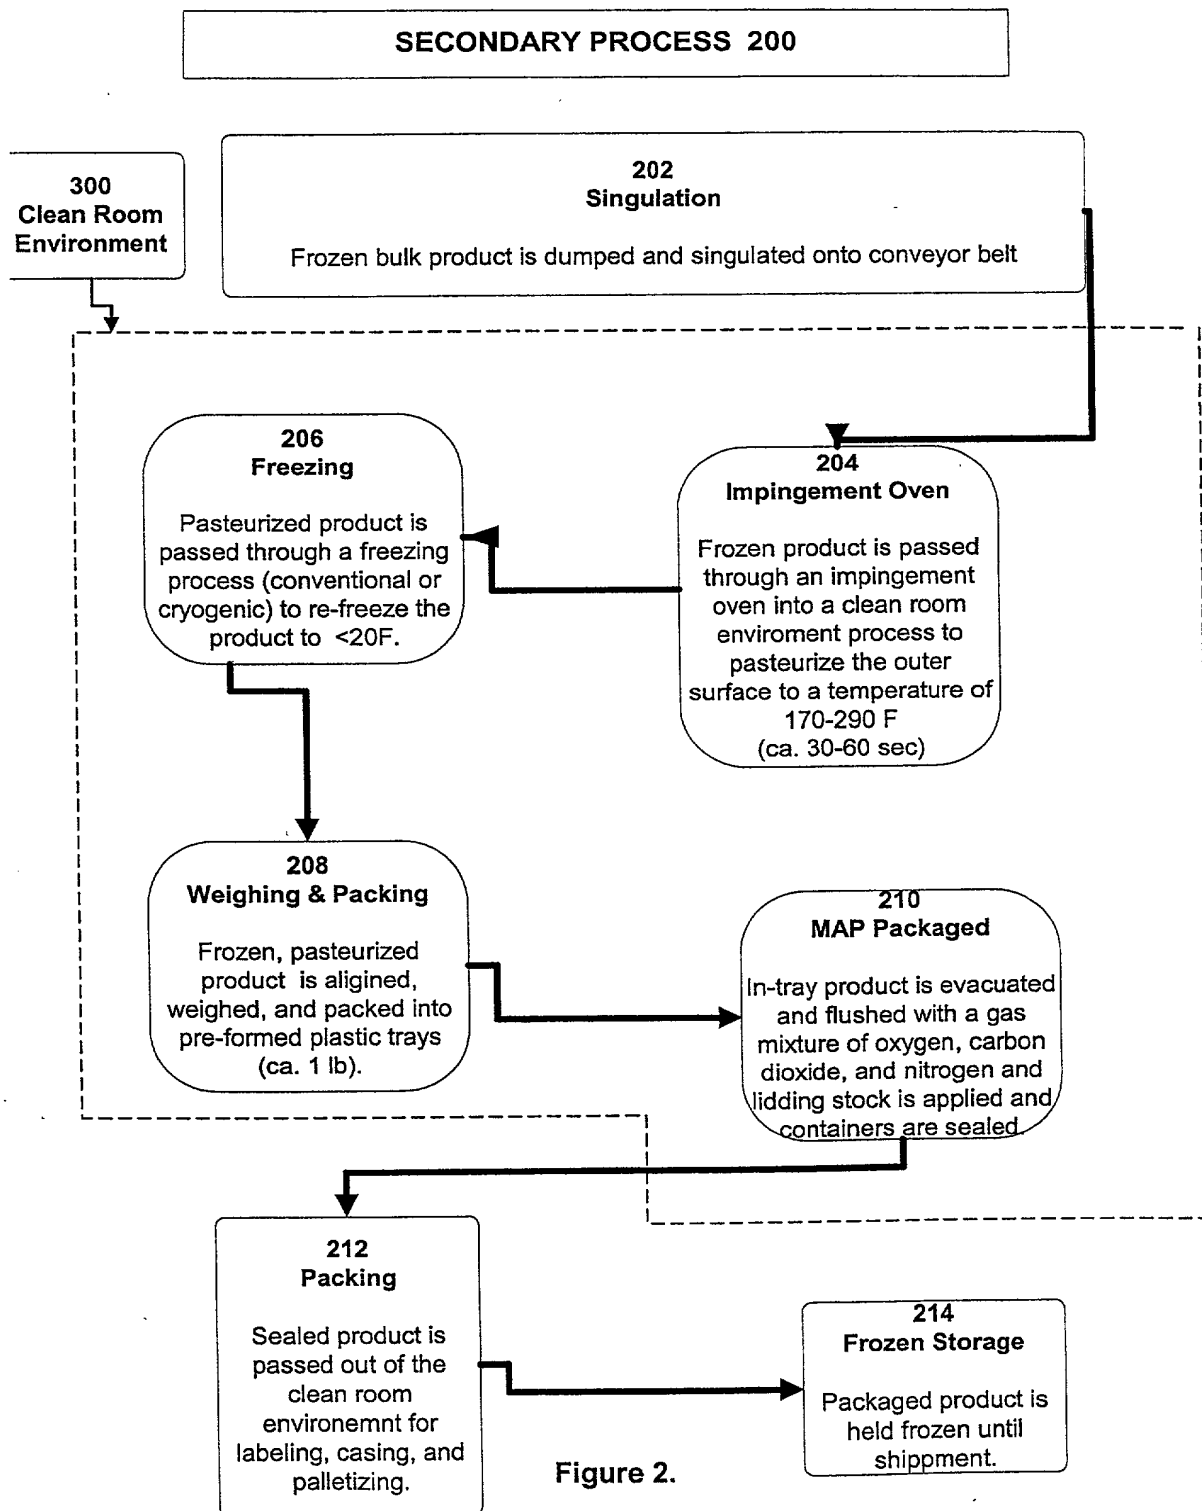 SECONDARY PROCESS 200
300
Clean Room
Environment
202
Singulation
Frozen bulk product is dumped and singulated onto conveyor belt
206
Freezing
Pasteurized product is
passed through a freezing
process (conventional or
cryogenic) to re-freeze the
product to <20F.
204
Impingement Oven
Frozen product is passed
through an impingement
oven into a clean room
enviroment process to
pasteurize the outer
surface to a temperature of
170-290 F
(ca. 30-60 sec)
208
Weighing & Packing
Frozen, pasteurized
product is aligined,
weighed, and packed into
pre-formed plastic trays
(ca. 1 lb).
210
MAP Packaged
In-tray product is evacuated
and flushed with a gas
mixture of oxygen, carbon
dioxide, and nitrogen and
lidding stock is applied and
containers are sealed.
212
Packing
Sealed product is
passed out of the
clean room
environemnt for
labeling, casing, and
palletizing.
214
Frozen Storage
Packaged product is
held frozen until
shippment.
Figure 2.